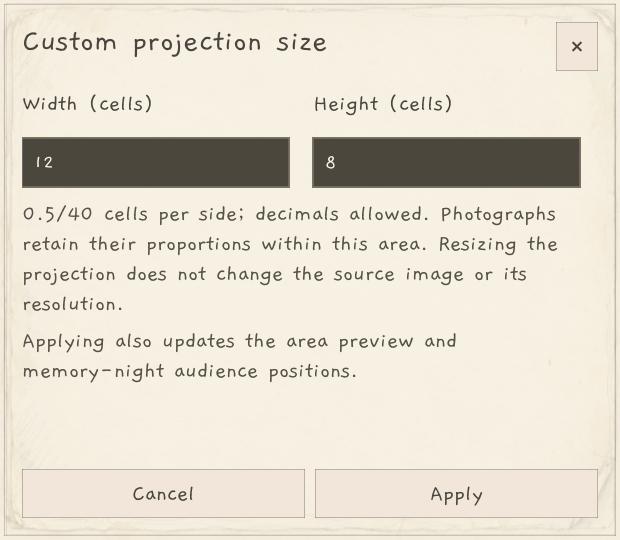 Custom projection size
×
Width (cells) Height (cells)
12 8
0.5/40 cells per side; decimals allowed. Photographs
retain their proportions within this area. Resizing the
projection does not change the source image or its
resolution.
Applying also updates the area preview and
memory-night audience positions.
Cancel Apply